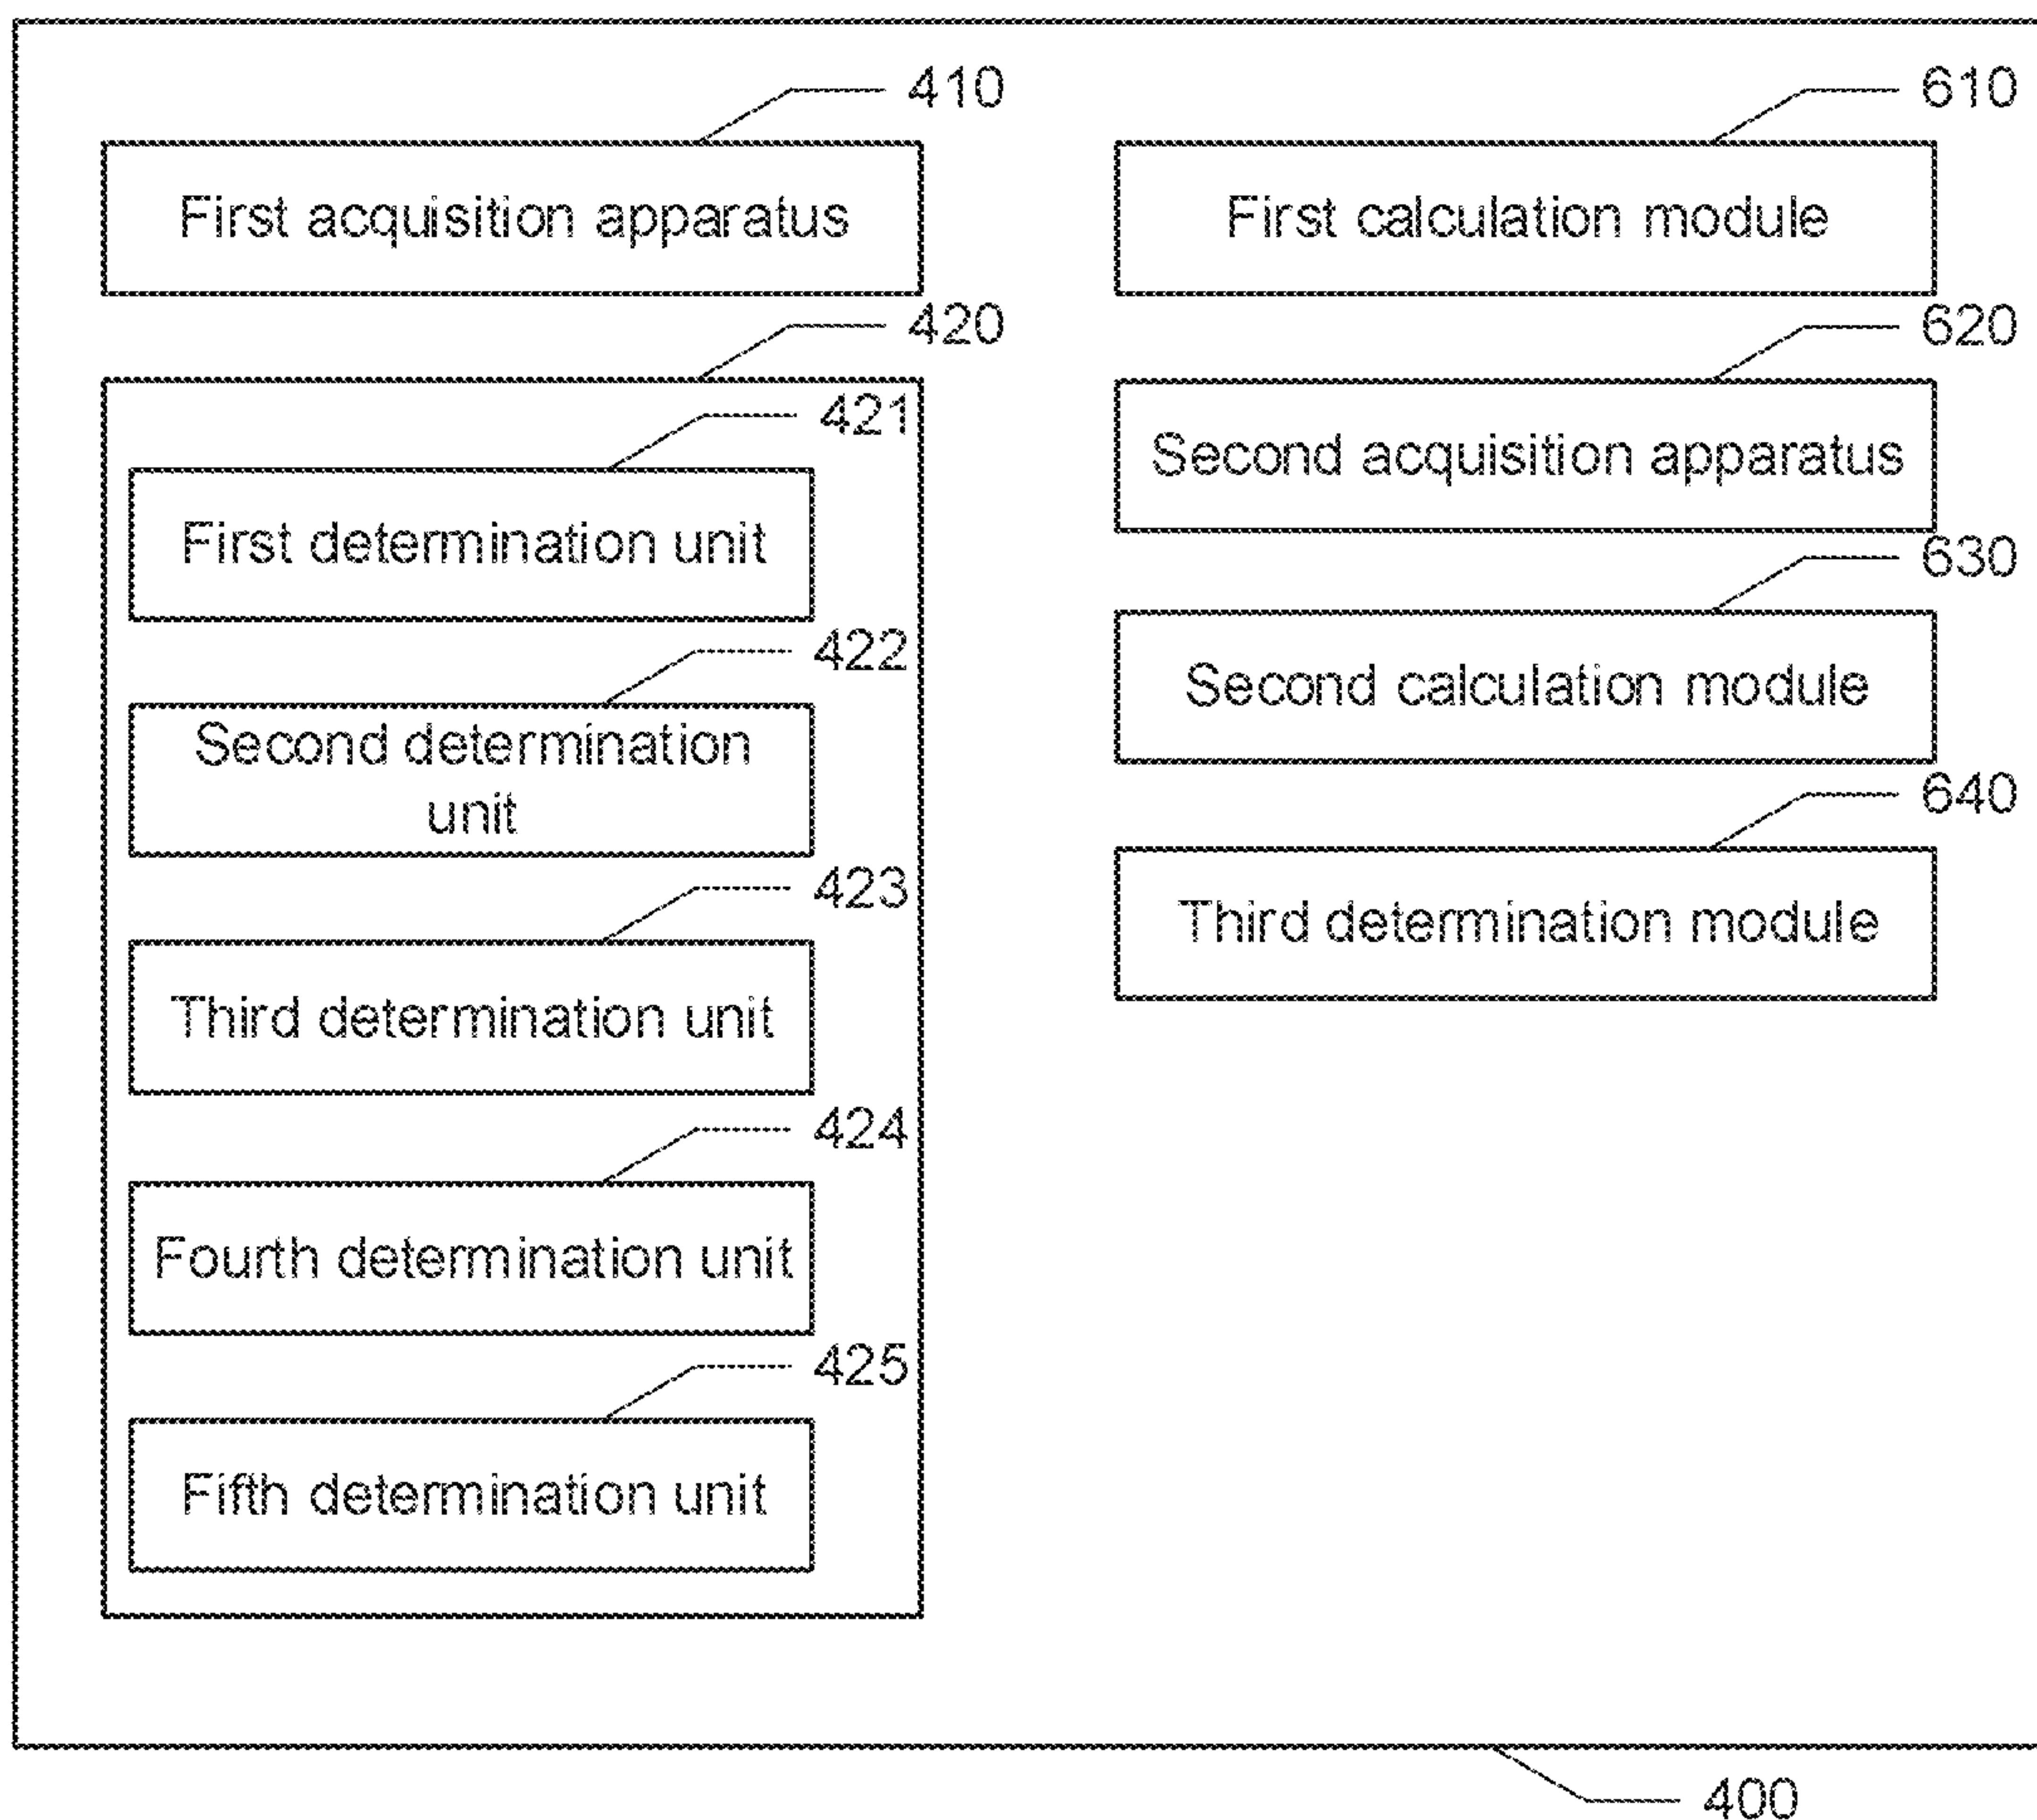 410
First acquisition apparatus
420
421
First determination unit
422
Second determination
unit
423
Third determination unit
424
Fourth determination unit
425
Fifth determination unit
610
First calculation module
620
Second acquisition apparatus
630
Second calculation module
640
Third determination module
400